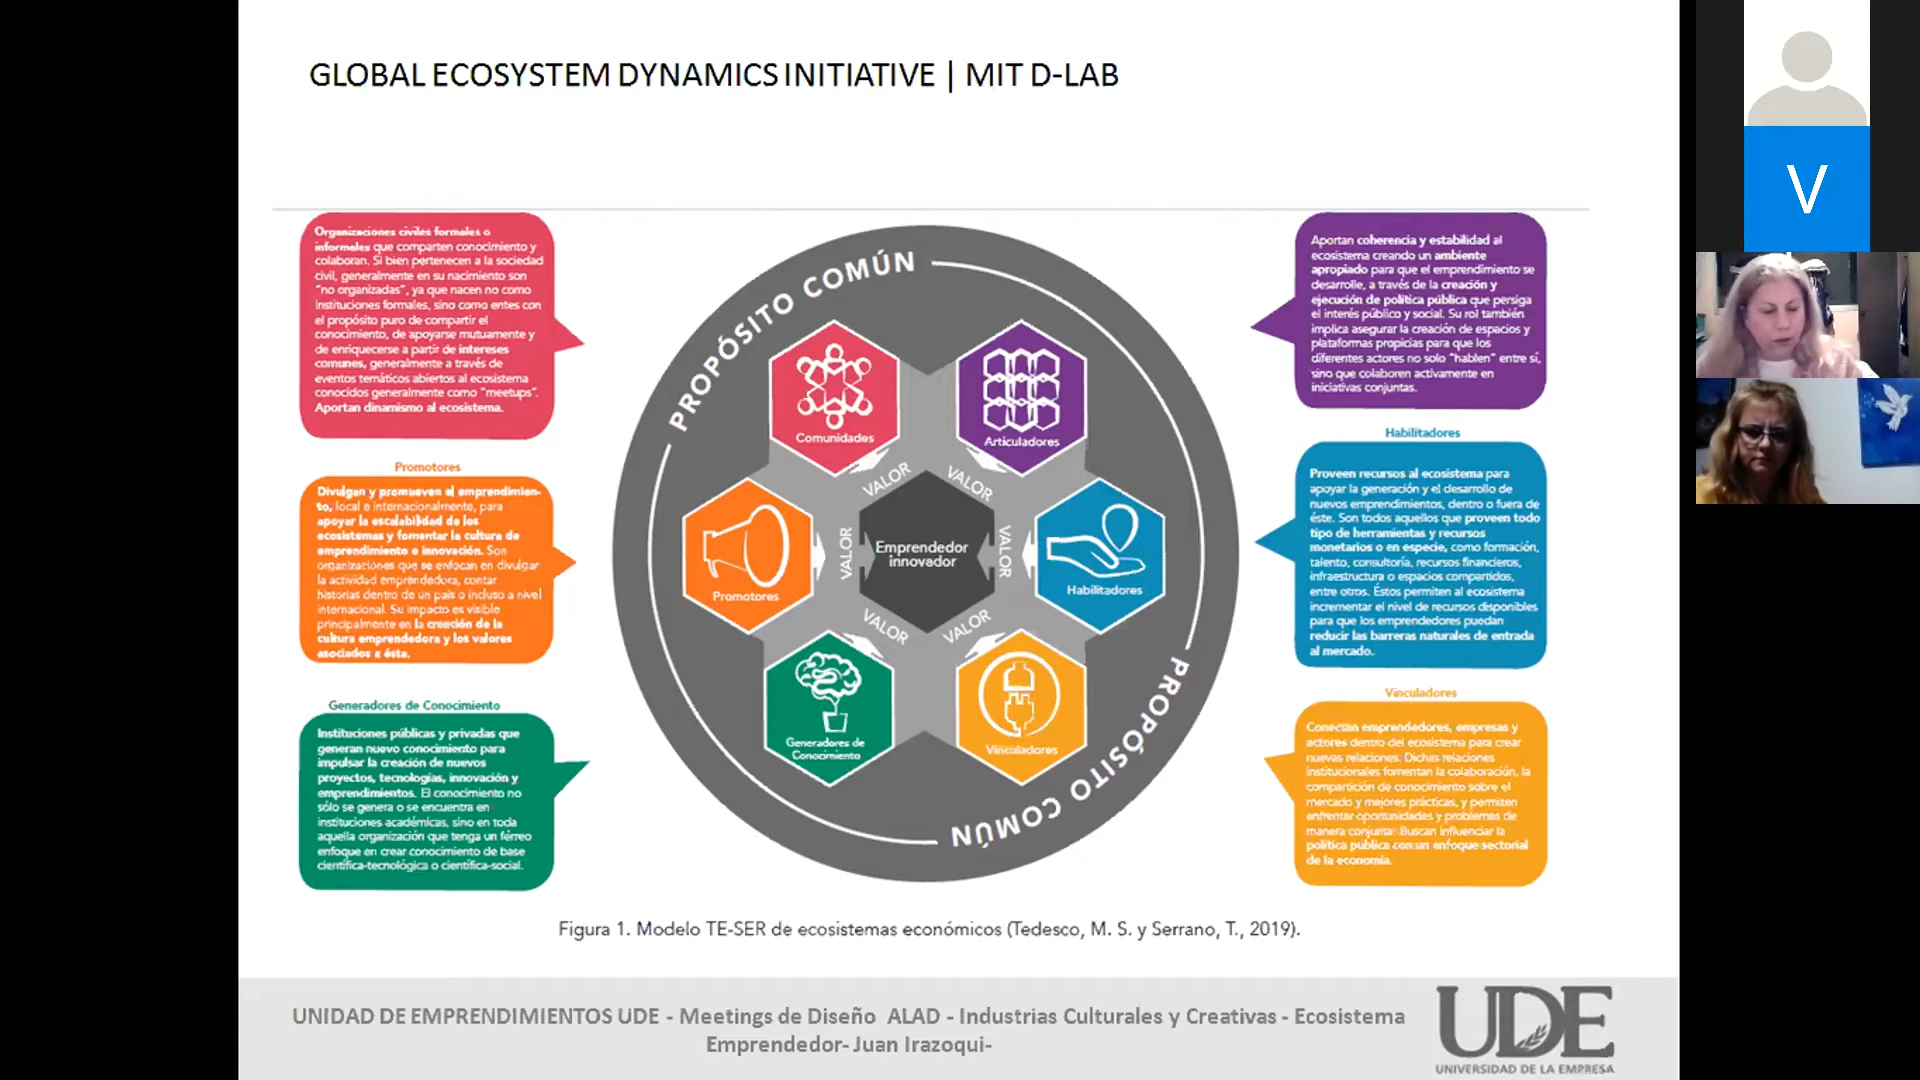 GLOBAL ECOSYSTEM DYNAMICS INITIATIVE | MIT D-LAB
Organizaciones civiles formales o
informales que comparten conocimiento y
colaboran. Si bien pertenecen a la sociedad
civil, generalmente en su nacimiento son
"no organizadas", ya que nacen no como
instituciones formales, sino como entes con
el propósito puro de compartir el
conocimiento, de apoyarse mutuamente y
de enriquecerse a partir de intereses
comunes, generalmente a través de
eventos temáticos abiertos al ecosistema
conocidos generalmente como "meetups".
Aportan dinamismo al ecosistema.
Promotores
Divulgan y promueven el emprendimien-
to, local e internacionalmente, para
apoyar la escalabilidad de los
ecosistemas y fomentar la cultura de
emprendimiento e innovación. Son
organizaciones que se enfocan en divulgar
la actividad emprendedora, contar
historias dentro de un país o incluso a nivel
internacional. Su impacto es visible
principalmente en la creción de la
cultura emprendedora y los valores
asociados a ésta.
Generadores de Conocimiento
Instituciones públicas y privadas que
generan nuevo conocimiento para
impulsar la creación de nuevos
proyectos, tecnologías, innovación y
emprendimientos. El conocimiento no
sólo se genera o se encuentra en
instituciones académicas, sino en toda
aquella organización que tenga un férreo
enfoque en crear conocimiento de base
científica-tecnológica o científica-social.
PROPÓSITO COMÚN
Comunidades
Articuladores
VALOR
VALOR
Promotores
VALOR
Emprendedor
innovador
VALOR
Habilitadores
VALOR
VALOR
Generadores de
Conocimiento
Vinculadores
PROPÓSITO COMÚN
Aportan coherencia y estabilidad al
ecosistema creando un ambiente
apropiado para que el emprendimiento se
desarrolle, a través de la creación y
ejecución de política pública que persiga
el interés público y social. Su rol también
implica asegurar la creación de espacios y
plataformas propicias para que los
diferentes actores no solo "hablen" entre sí,
sino que colaboren activamente en
iniciativas conjuntas.
Habilitadores
Proveen recursos al ecosistema para
apoyar la generación y el desarrollo de
nuevos emprendimientos, dentro o fuera de
éste. Son todos aquellos que proveen todo
tipo de herramientas y recursos
monetarios o en especie, como formación,
talento, consultoría, recursos financieros,
infraestructura o espacios compartidos,
entre otros. Éstos permiten al ecosistema
incrementar el nivel de recursos disponibles
para que los emprendedores puedan
reducir las barreras naturales de entrada
al mercado.
Vinculadores
Conectan emprendedores, empresas y
actores dentro del ecosistema para crear
nuevas relaciones. Dichas relaciones
institucionales fomentan la colaboración, la
compartición de conocimiento sobre el
mercado y mejores prácticas, y permiten
enfrentar oportunidades y problemas de
manera conjunta. Buscan influenciar la
política pública con un enfoque sectorial
de la economía.
Figura 1. Modelo TE-SER de ecosistemas económicos (Tedesco, M. S. y Serrano, T., 2019).
UNIDAD DE EMPRENDIMIENTOS UDE - Meetings de Diseño ALAD - Industrias Culturales y Creativas - Ecosistema
Emprendedor- Juan Irazoqui-
UDE
UNIVERSIDAD DE LA EMPRESA
V